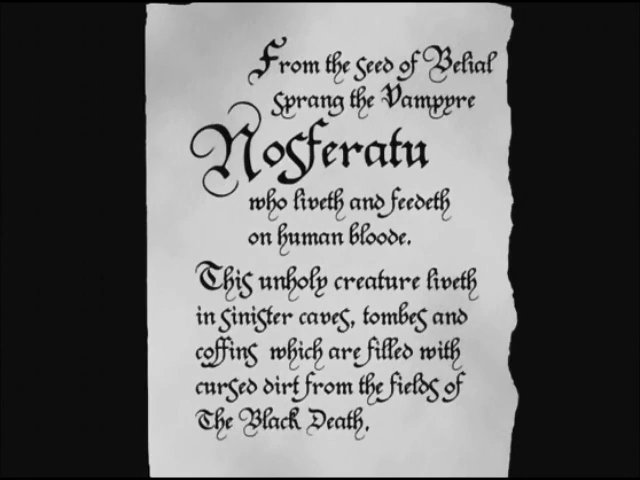 From the seed of Belial
sprang the Vampyre
Nosferatu
who liveth and feedeth
on human bloode.
This unholy creature liveth
in sinister caves, tombes and
coffins which are filled with
cursed dirt from the fields of
The Black Death.